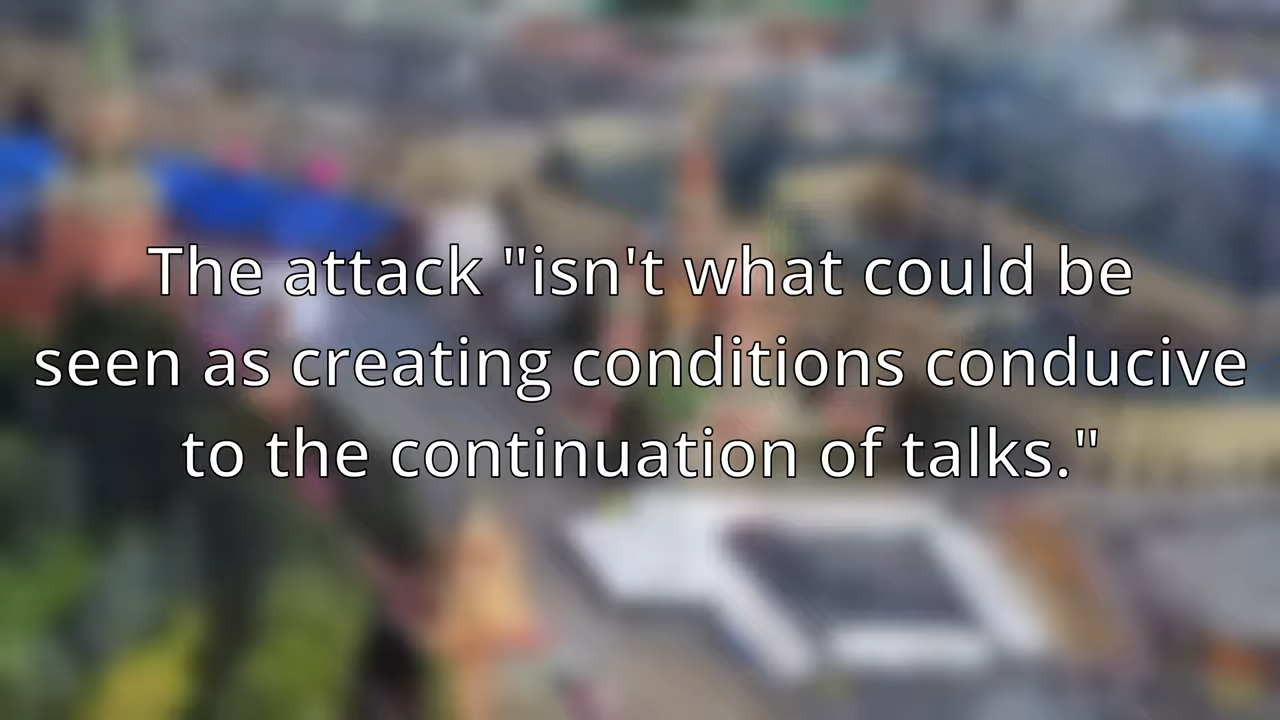 The attack "isn't what could be
seen as creating conditions conducive
to the continuation of talks."